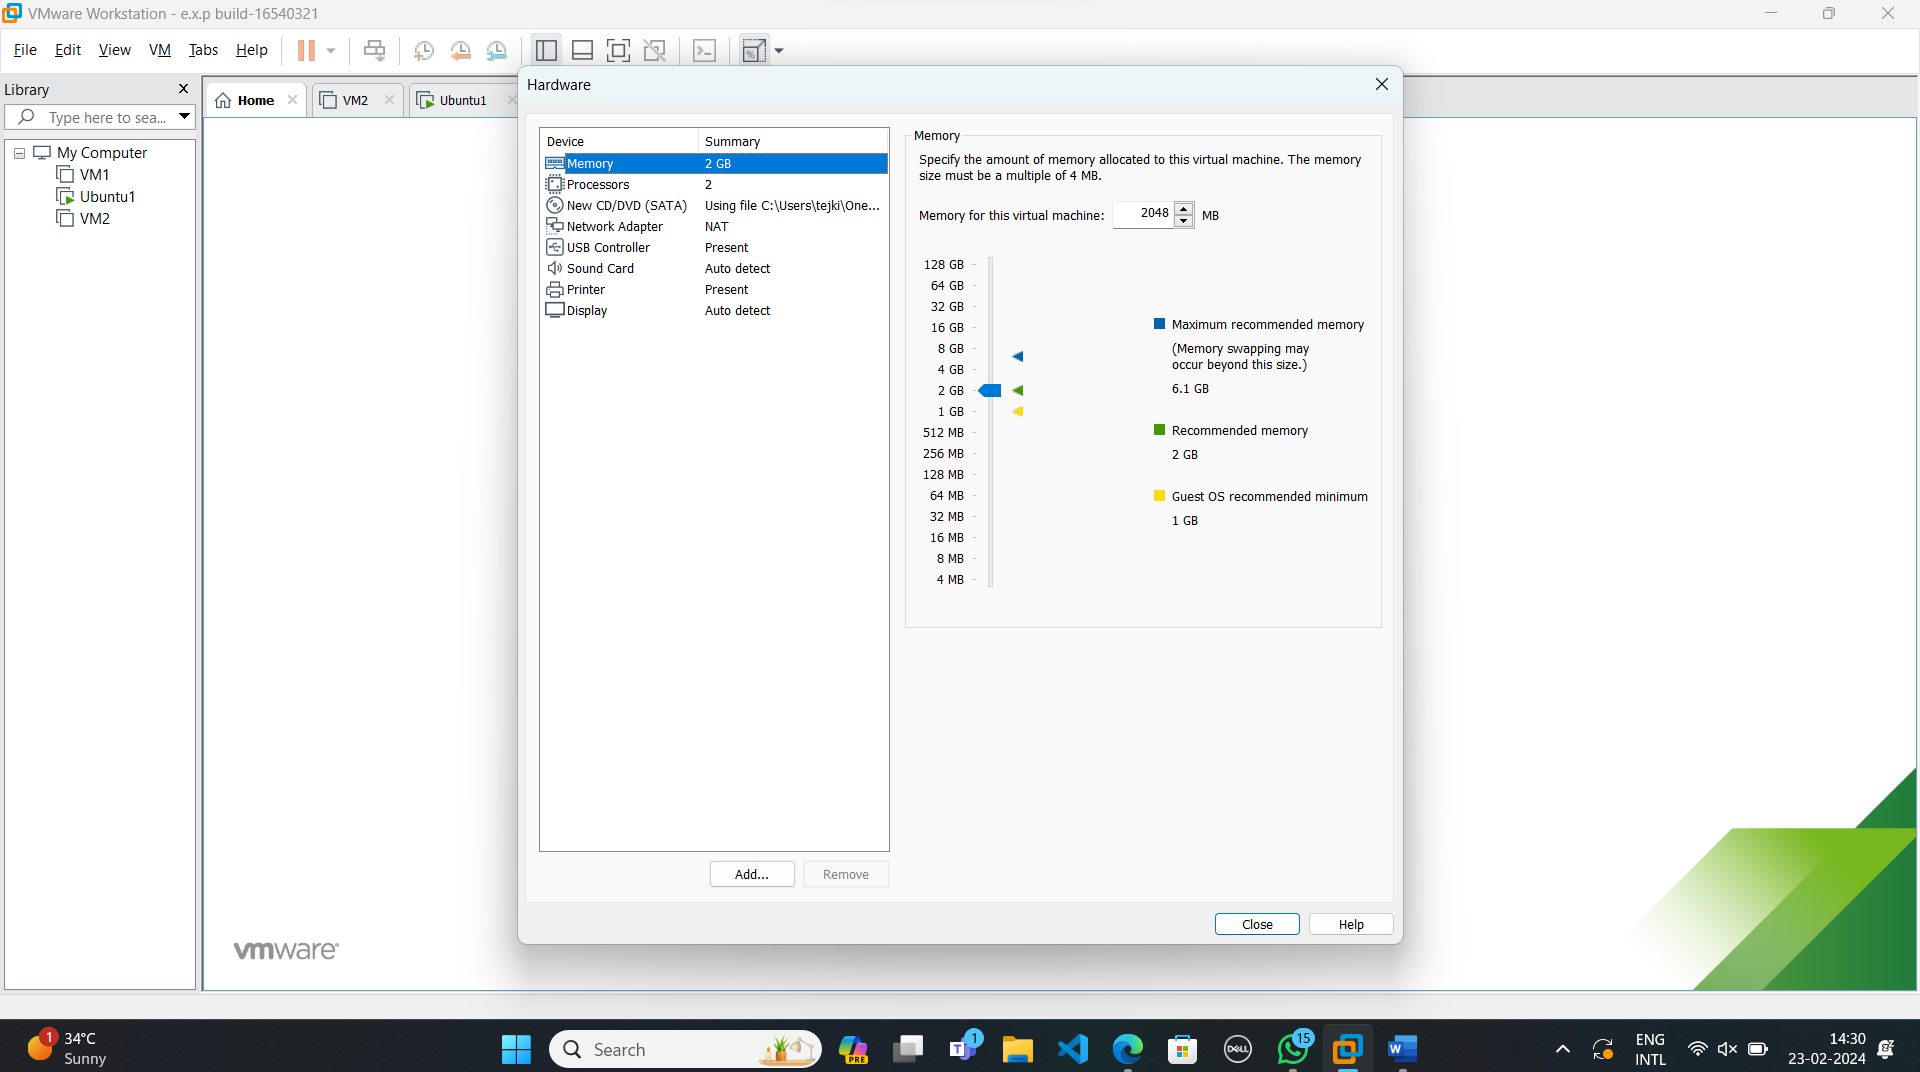 VMware Workstation - e.x.p build-16540321
File Edit View VM Tabs Help
Library
Type here to sea...
My Computer
VM1
Ubuntu1
VM2
Home
VM2
Ubuntu1
vmware
Hardware
Device Summary
Memory 2 GB
Processors 2
New CD/DVD (SATA) Using file C:\Users\tejki\One...
Network Adapter NAT
USB Controller Present
Sound Card Auto detect
Printer Present
Display Auto detect
Add... Remove
Memory
Specify the amount of memory allocated to this virtual machine. The memory
size must be a multiple of 4 MB.
Memory for this virtual machine: 2048 MB
128 GB
64 GB
32 GB
16 GB
8 GB
4 GB
2 GB
1 GB
512 MB
256 MB
128 MB
64 MB
32 MB
16 MB
8 MB
4 MB
Maximum recommended memory
(Memory swapping may
occur beyond this size.)
6.1 GB
Recommended memory
2 GB
Guest OS recommended minimum
1 GB
Close Help
1
34°C
Sunny
Search
PRE
T 1
DELL
15
W
ENG
INTL
14:30
23-02-2024